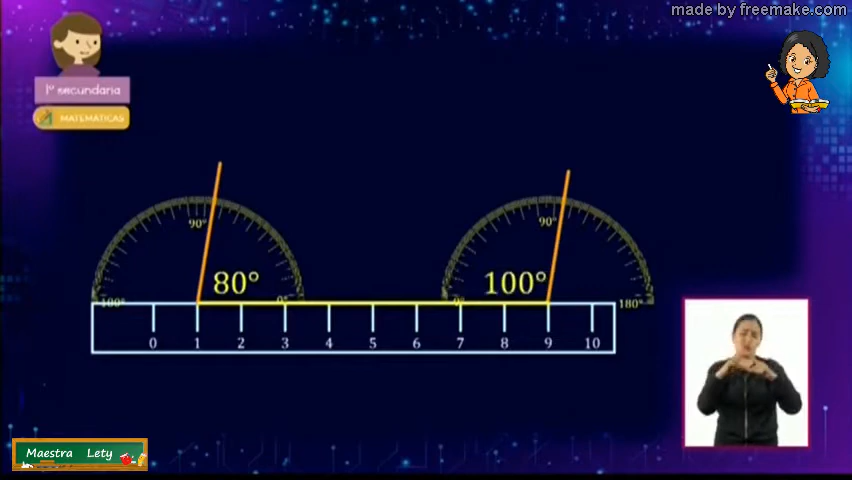 made by freemake.com
1° secundaria
MATEMÁTICAS
90°
90°
80°
100°
180°
0°
0°
180°
0 1 2 3 4 5 6 7 8 9 10
Maestra Lety